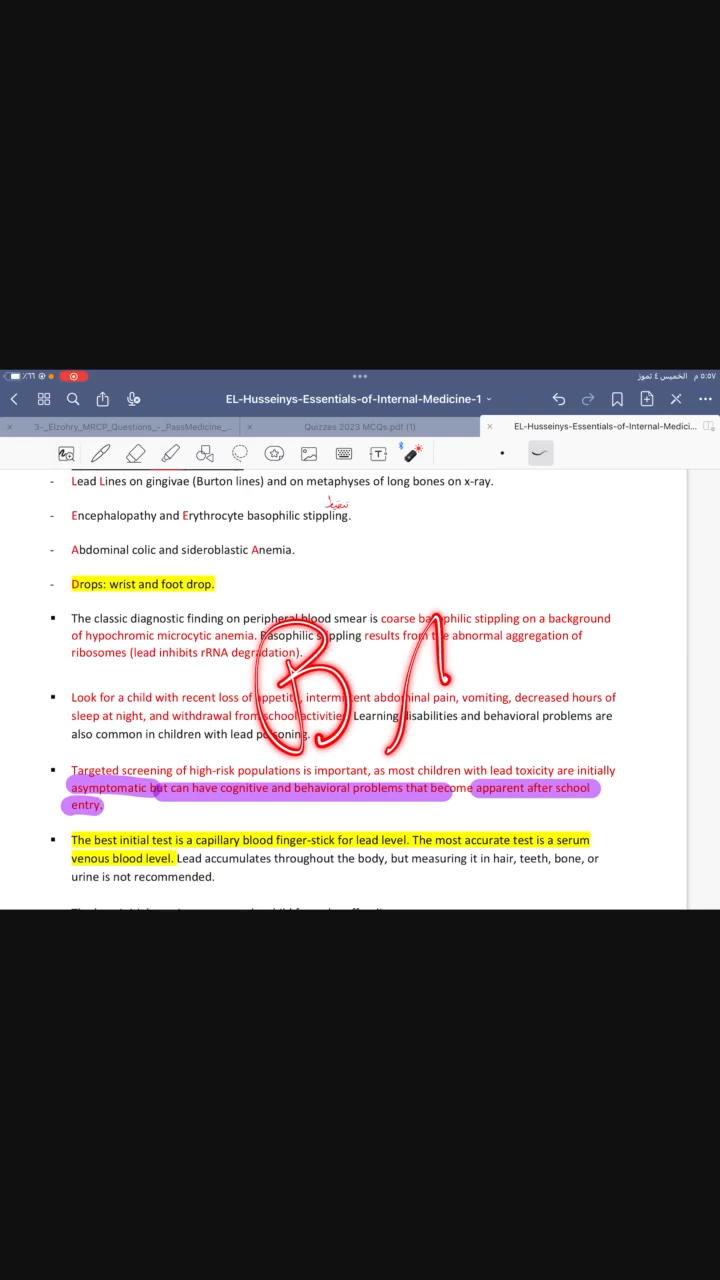 ٪٦٦
٥:٥٧ م الخميس ٤ تموز
EL-Husseinys-Essentials-of-Internal-Medicine-1
3-_Elzohry_MRCP_Questions_-_PassMedicine_...
Quizzes 2023 MCQs.pdf (1)
EL-Husseinys-Essentials-of-Internal-Medici...
- Lead Lines on gingivae (Burton lines) and on metaphyses of long bones on x-ray.
- Encephalopathy and Erythrocyte basophilic stippling.
- Abdominal colic and sideroblastic Anemia.
- Drops: wrist and foot drop.
▪ The classic diagnostic finding on peripheral blood smear is coarse basophilic stippling on a background
of hypochromic microcytic anemia. Basophilic stippling results from the abnormal aggregation of
ribosomes (lead inhibits rRNA degradation).
▪ Look for a child with recent loss of appetite, intermittent abdominal pain, vomiting, decreased hours of
sleep at night, and withdrawal from school activities. Learning disabilities and behavioral problems are
also common in children with lead poisoning.
▪ Targeted screening of high-risk populations is important, as most children with lead toxicity are initially
asymptomatic but can have cognitive and behavioral problems that become apparent after school
entry.
▪ The best initial test is a capillary blood finger-stick for lead level. The most accurate test is a serum
venous blood level. Lead accumulates throughout the body, but measuring it in hair, teeth, bone, or
urine is not recommended.